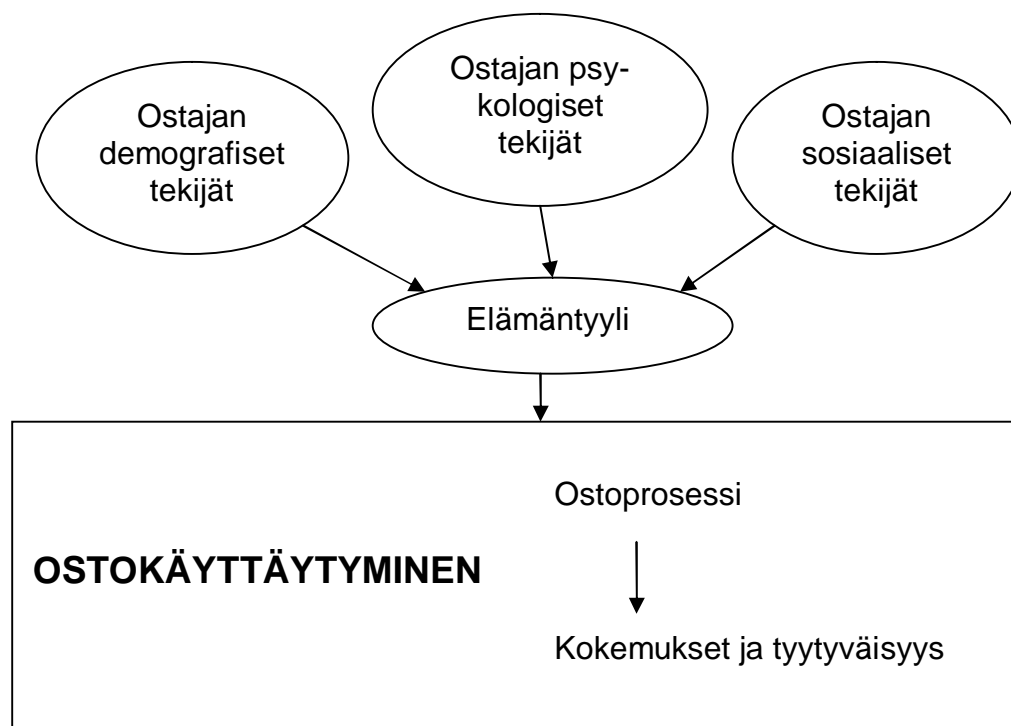 Ostajan
demografiset
tekijät
Ostajan psy-
kologiset
tekijät
Ostajan
sosiaaliset
tekijät
Elämäntyyli
Ostoprosessi
OSTOKÄYTTÄYTYMINEN
Kokemukset ja tyytyväisyys